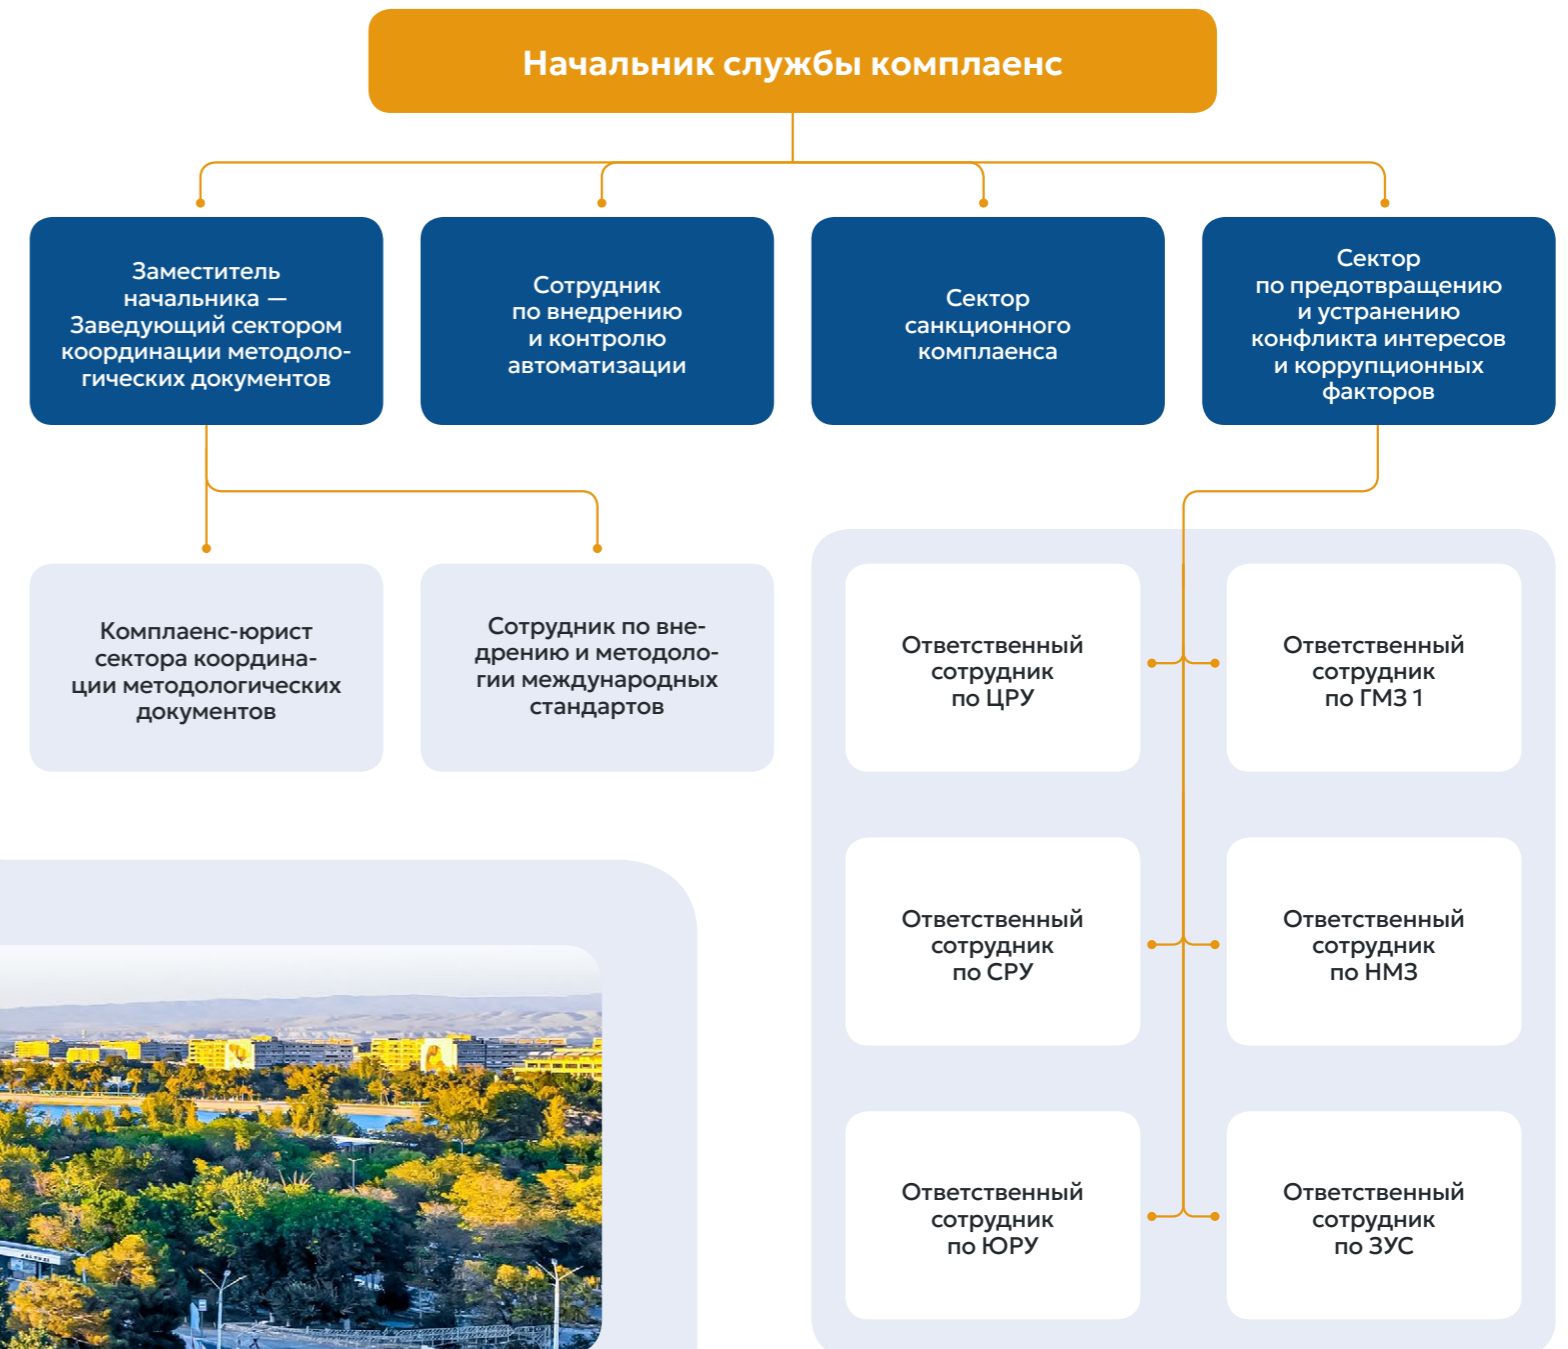 Начальник службы комплаенс
Заместитель
начальника —
Заведующий сектором
координации методоло-
гических документов
Сотрудник
по внедрению
и контролю
автоматизации
Сектор
санкционного
комплаенса
Сектор
по предотвращению
и устранению
конфликта интересов
и коррупционных
факторов
Комплаенс-юрист
сектора координа-
ции методологических
документов
Сотрудник по вне-
дрению и методоло-
гии международных
стандартов
Ответственный
сотрудник
по ЦРУ
Ответственный
сотрудник
по ГМЗ 1
Ответственный
сотрудник
по СРУ
Ответственный
сотрудник
по НМЗ
Ответственный
сотрудник
по ЮРУ
Ответственный
сотрудник
по ЗУС